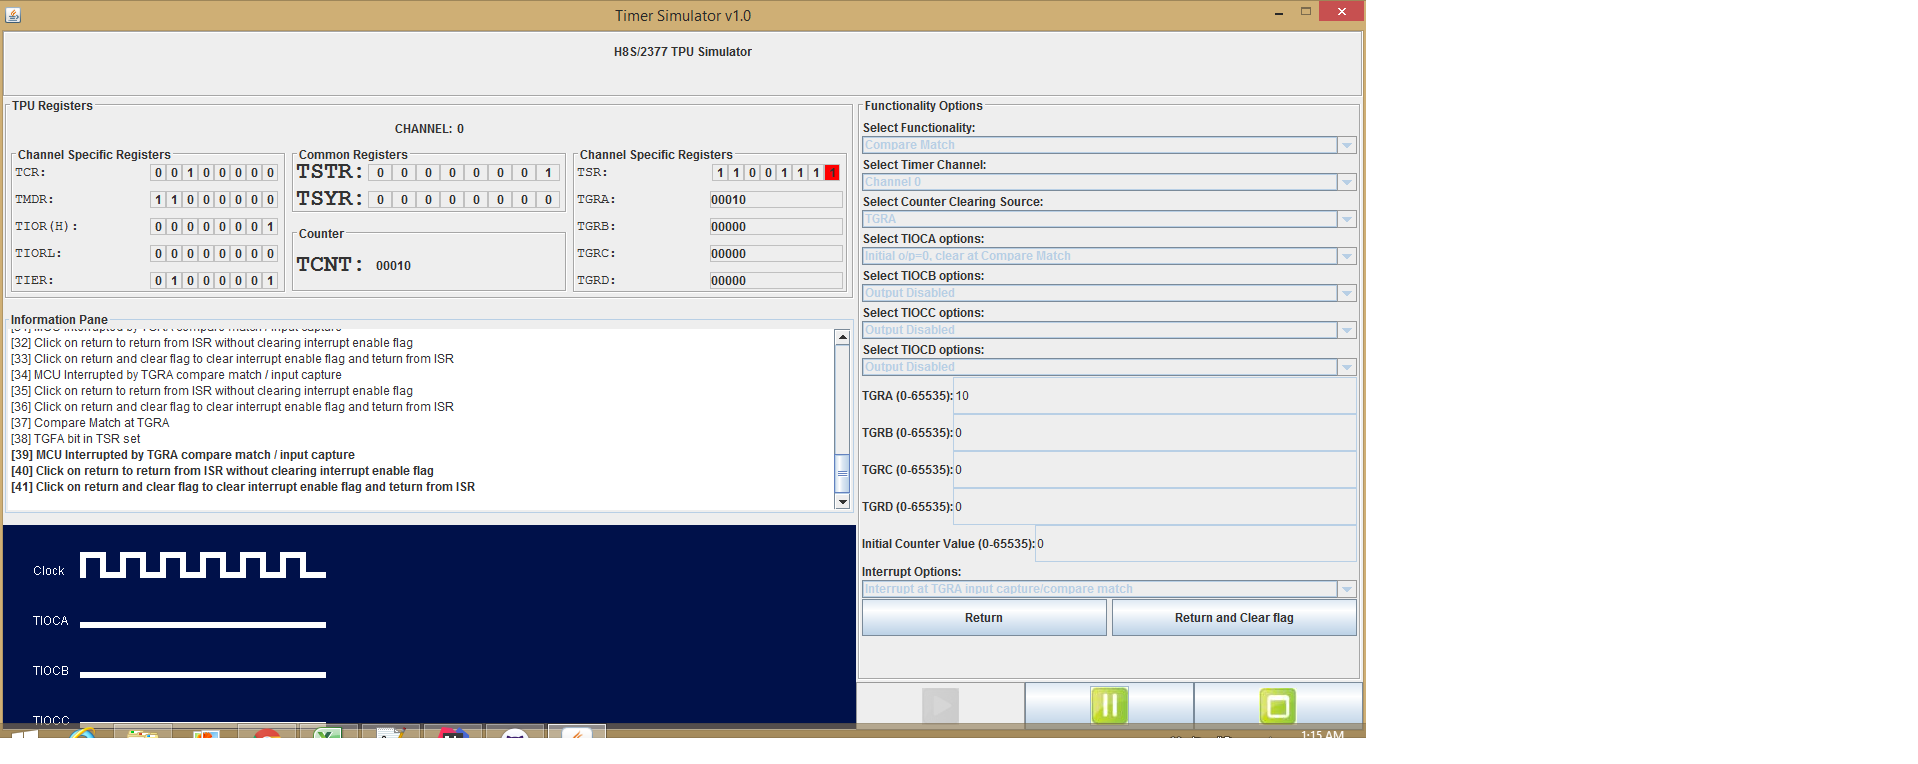 Timer Simulator v1.0
H8S/2377 TPU Simulator
TPU Registers
CHANNEL: 0
Channel Specific Registers
TCR: 0 0 1 0 0 0 0 0
TMDR: 1 1 0 0 0 0 0 0
TIOR(H): 0 0 0 0 0 0 0 1
TIORL: 0 0 0 0 0 0 0 0
TIER: 0 1 0 0 0 0 0 1
Common Registers
TSTR: 0 0 0 0 0 0 0 1
TSYR: 0 0 0 0 0 0 0 0
Counter
TCNT: 00010
Channel Specific Registers
TSR: 1 1 0 0 1 1 1 1
TGRA: 00010
TGRB: 00000
TGRC: 00000
TGRD: 00000
Information Pane
[31] MCU Interrupted by TGRA compare match / input capture
[32] Click on return to return from ISR without clearing interrupt enable flag
[33] Click on return and clear flag to clear interrupt enable flag and teturn from ISR
[34] MCU Interrupted by TGRA compare match / input capture
[35] Click on return to return from ISR without clearing interrupt enable flag
[36] Click on return and clear flag to clear interrupt enable flag and teturn from ISR
[37] Compare Match at TGRA
[38] TGFA bit in TSR set
[39] MCU Interrupted by TGRA compare match / input capture
[40] Click on return to return from ISR without clearing interrupt enable flag
[41] Click on return and clear flag to clear interrupt enable flag and teturn from ISR
Clock
TIOCA
TIOCB
TIOCC
Functionality Options
Select Functionality:
Compare Match
Select Timer Channel:
Channel 0
Select Counter Clearing Source:
TGRA
Select TIOCA options:
Initial o/p=0, clear at Compare Match
Select TIOCB options:
Output Disabled
Select TIOCC options:
Output Disabled
Select TIOCD options:
Output Disabled
TGRA (0-65535): 10
TGRB (0-65535): 0
TGRC (0-65535): 0
TGRD (0-65535): 0
Initial Counter Value (0-65535): 0
Interrupt Options:
Interrupt at TGRA input capture/compare match
Return
Return and Clear flag
1:15 AM